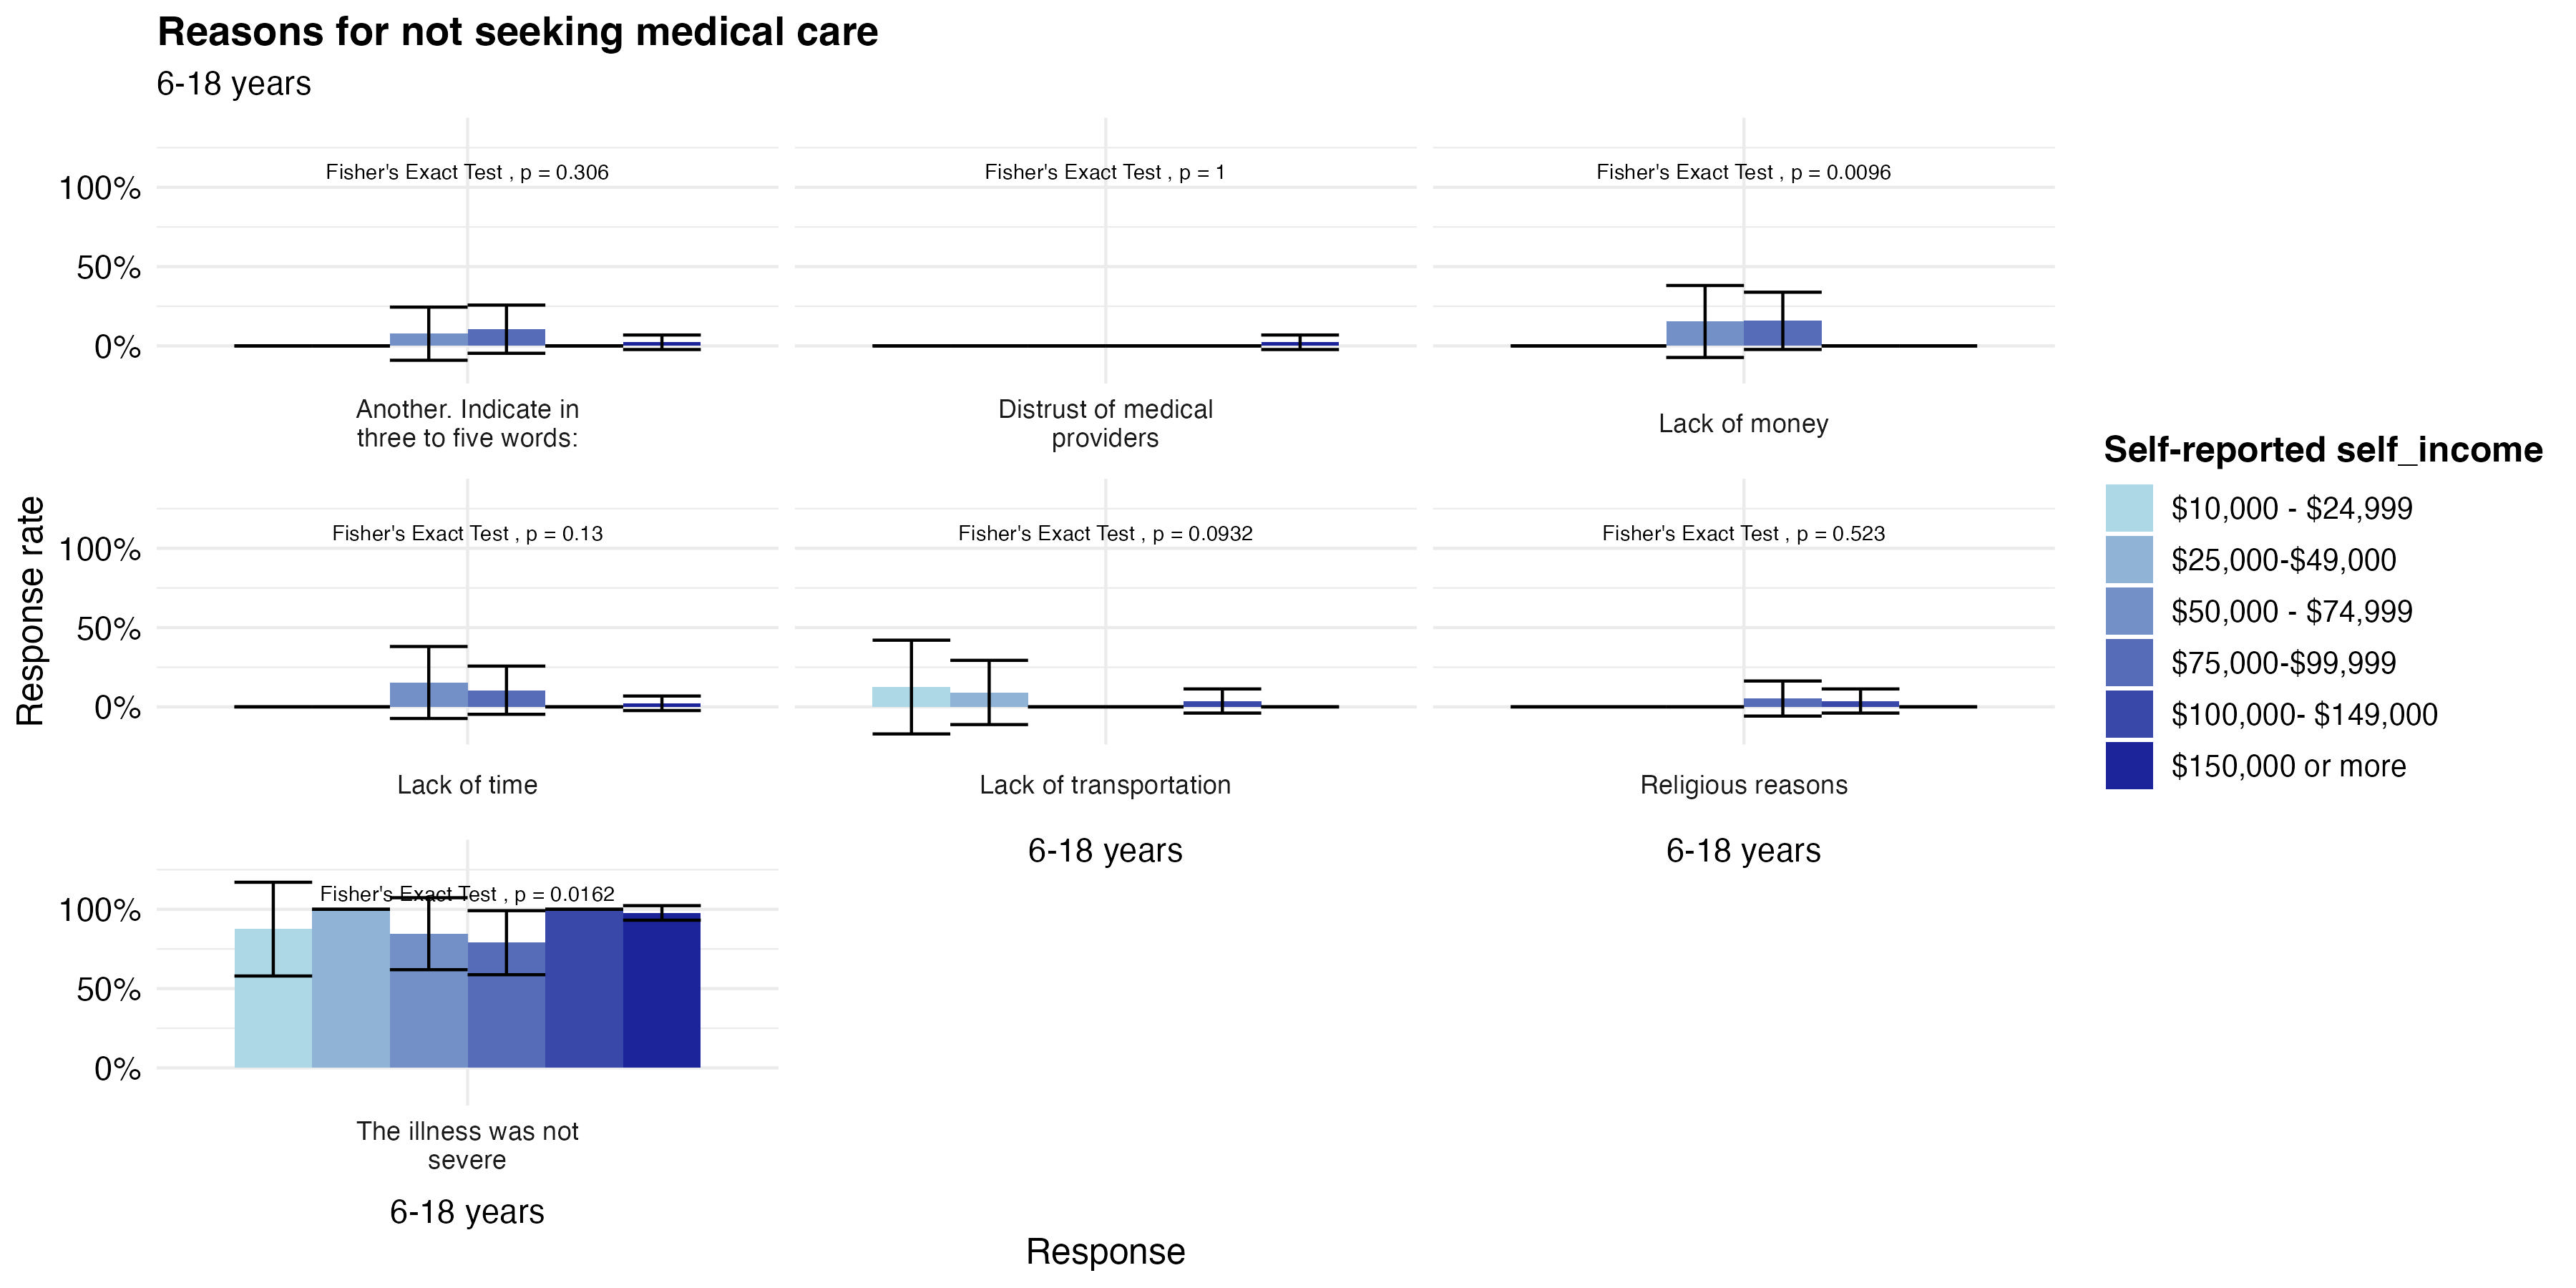 Reasons for not seeking medical care
6-18 years
Fisher's Exact Test , p = 0.306
Fisher's Exact Test , p = 1
Fisher's Exact Test , p = 0.0096
100%
50%
0%
Another. Indicate in
three to five words:
Distrust of medical
providers
Lack of money
Response rate
Fisher's Exact Test , p = 0.13
Fisher's Exact Test , p = 0.0932
Fisher's Exact Test , p = 0.523
100%
50%
0%
Lack of time
Lack of transportation
Religious reasons
6-18 years
6-18 years
Fisher's Exact Test , p = 0.0162
100%
50%
0%
The illness was not
severe
6-18 years
Response
Self-reported self_income
$10,000 - $24,999
$25,000-$49,000
$50,000 - $74,999
$75,000-$99,999
$100,000- $149,000
$150,000 or more